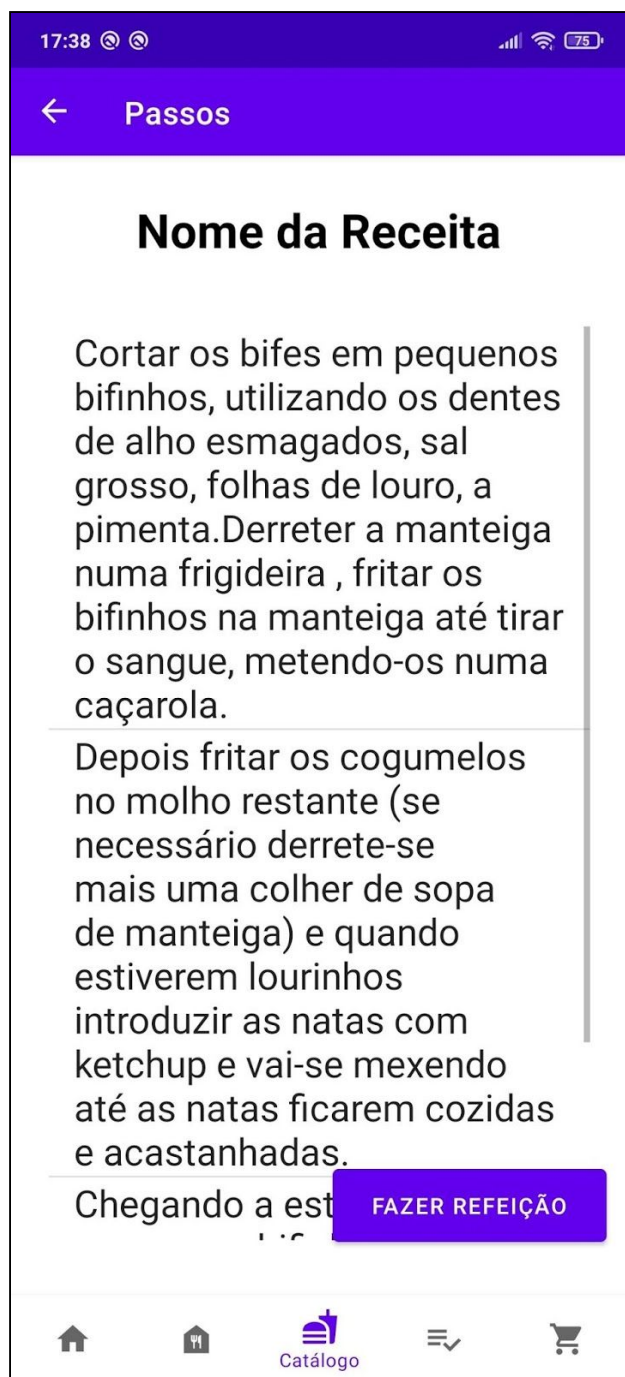 17:38
75
Passos
Nome da Receita
Cortar os bifes em pequenos
bifinhos, utilizando os dentes
de alho esmagados, sal
grosso, folhas de louro, a
pimenta.Derreter a manteiga
numa frigideira , fritar os
bifinhos na manteiga até tirar
o sangue, metendo-os numa
caçarola.
Depois fritar os cogumelos
no molho restante (se
necessário derrete-se
mais uma colher de sopa
de manteiga) e quando
estiverem lourinhos
introduzir as natas com
ketchup e vai-se mexendo
até as natas ficarem cozidas
e acastanhadas.
Chegando a est
FAZER REFEIÇÃO
Catálogo